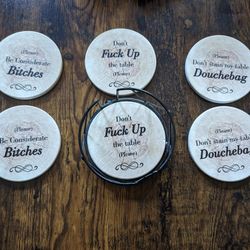 (Please)
Be Considerate
Bitches
Don't
Fuck Up
the table
(Please)
(Please)
Don't stain my table
Douchebag
(Please)
Be Considerate
Bitches
Don't
Fuck Up
the table
(Please)
(Please)
Don't stain my table
Douchebag